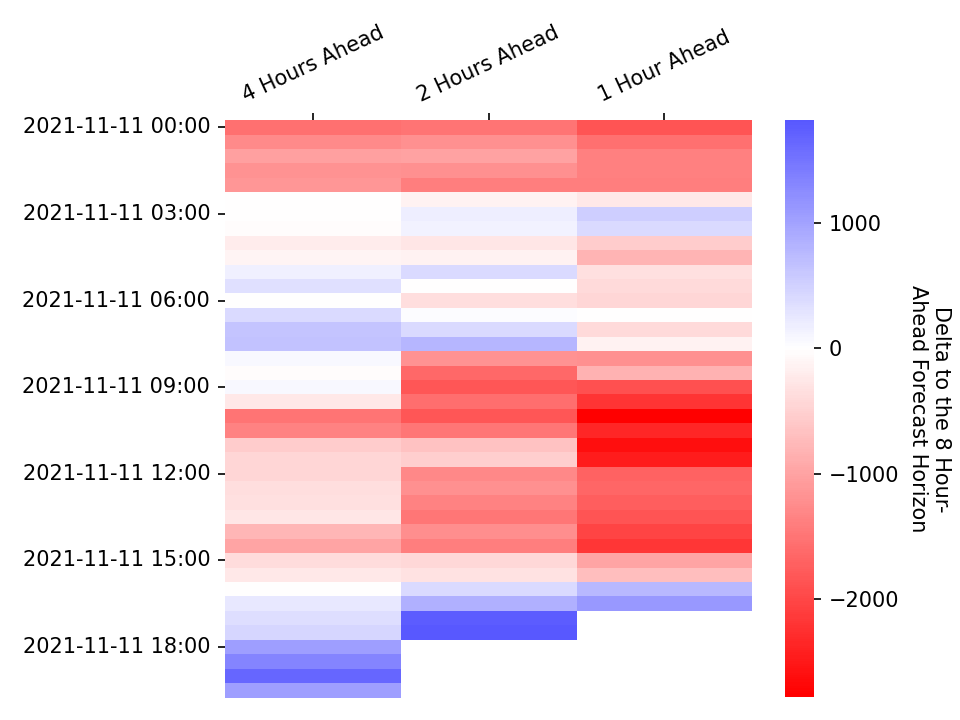 4 Hours Ahead
2 Hours Ahead
1 Hour Ahead
2021-11-11 00:00
2021-11-11 03:00
2021-11-11 06:00
2021-11-11 09:00
2021-11-11 12:00
2021-11-11 15:00
2021-11-11 18:00
1000
0
−1000
−2000
Delta to the 8 Hour-
Ahead Forecast Horizon